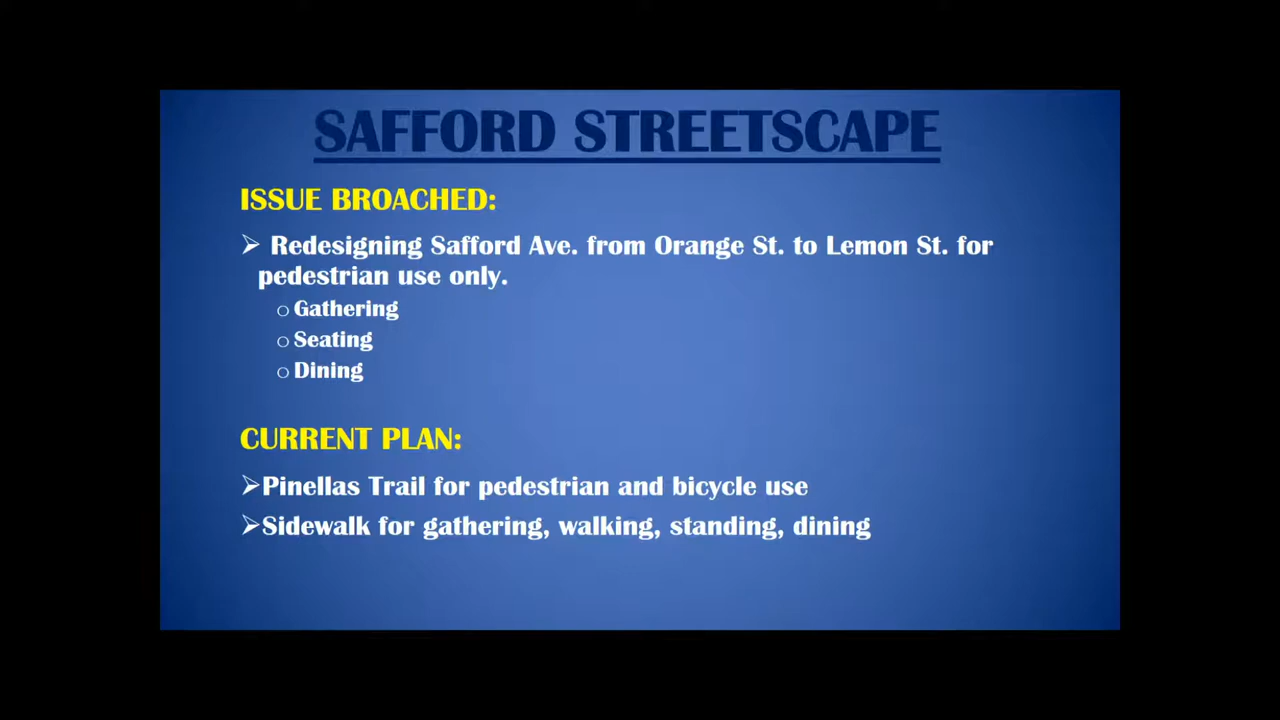 SAFFORD STREETSCAPE
ISSUE BROACHED:
➢ Redesigning Safford Ave. from Orange St. to Lemon St. for
pedestrian use only.
o Gathering
o Seating
o Dining
CURRENT PLAN:
➢Pinellas Trail for pedestrian and bicycle use
➢Sidewalk for gathering, walking, standing, dining